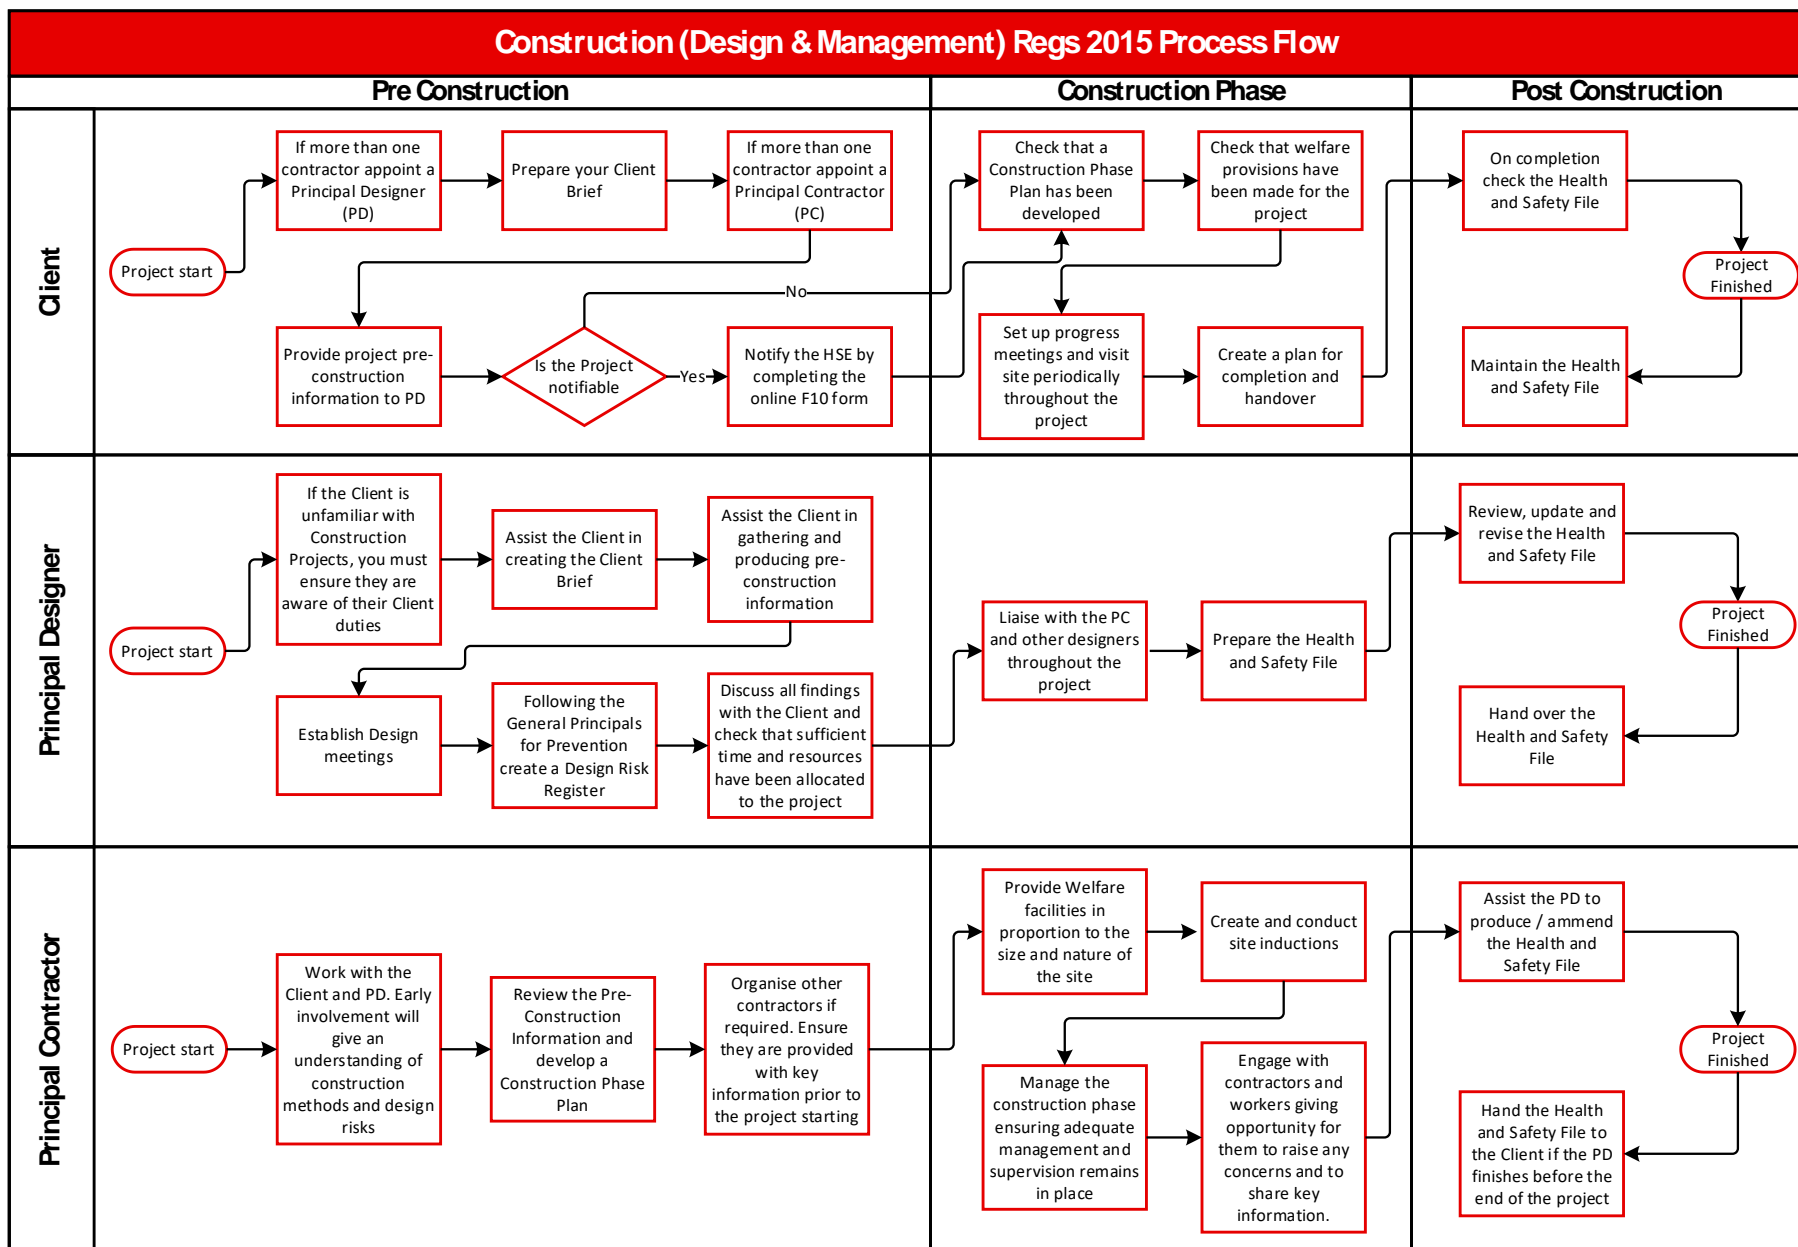 Construction (Design & Management) Regs 2015 Process Flow
Pre Construction
Construction Phase
Post Construction
Client
Project start
If more than one
contractor appoint a
Principal Designer
(PD)
Prepare your Client
Brief
If more than one
contractor appoint a
Principal Contractor
(PC)
Provide project pre-
construction
information to PD
Is the Project
notifiable
No
Yes
Notify the HSE by
completing the
online F10 form
Check that a
Construction Phase
Plan has been
developed
Check that welfare
provisions have
been made for the
project
Set up progress
meetings and visit
site periodically
throughout the
project
Create a plan for
completion and
handover
On completion
check the Health
and Safety File
Project
Finished
Maintain the Health
and Safety File
Principal Designer
Project start
If the Client is
unfamiliar with
Construction
Projects, you must
ensure they are
aware of their Client
duties
Assist the Client in
creating the Client
Brief
Assist the Client in
gathering and
producing pre-
construction
information
Establish Design
meetings
Following the
General Principals
for Prevention
create a Design Risk
Register
Discuss all findings
with the Client and
check that sufficient
time and resources
have been allocated
to the project
Liaise with the PC
and other designers
throughout the
project
Prepare the Health
and Safety File
Review, update and
revise the Health
and Safety File
Project
Finished
Hand over the
Health and Safety
File
Principal Contractor
Project start
Work with the
Client and PD. Early
involvement will
give an
understanding of
construction
methods and design
risks
Review the Pre-
Construction
Information and
develop a
Construction Phase
Plan
Organise other
contractors if
required. Ensure
they are provided
with key
information prior to
the project starting
Provide Welfare
facilities in
proportion to the
size and nature of
the site
Create and conduct
site inductions
Manage the
construction phase
ensuring adequate
management and
supervision remains
in place
Engage with
contractors and
workers giving
opportunity for
them to raise any
concerns and to
share key
information.
Assist the PD to
produce / ammend
the Health and
Safety File
Project
Finished
Hand the Health
and Safety File to
the Client if the PD
finishes before the
end of the project